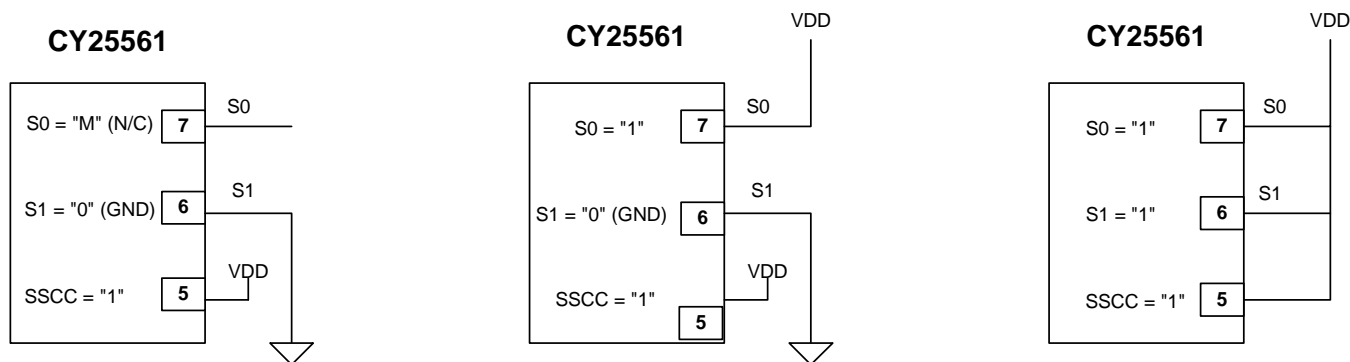 CY25561
S0 = "M" (N/C)
7
S0
S1 = "0" (GND)
6
S1
SSCC = "1"
5
VDD
CY25561
VDD
S0 = "1"
7
S0
S1 = "0" (GND)
6
S1
SSCC = "1"
5
VDD
CY25561
VDD
S0 = "1"
7
S0
S1 = "1"
6
S1
SSCC = "1"
5